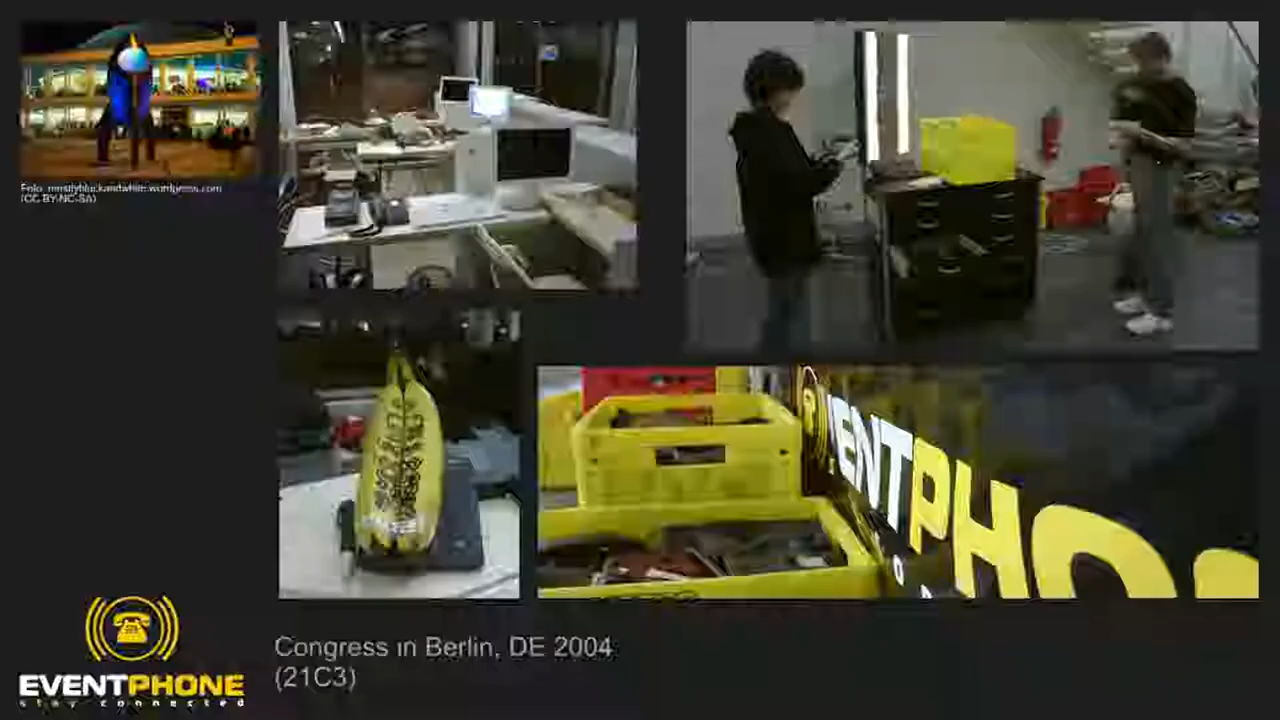 Foto: mostlyblackandwhite.wordpress.com
(CC-BY-NC-SA)
ENTPHO
EVENTPHONE
stay connected
Congress in Berlin, DE 2004
(21C3)